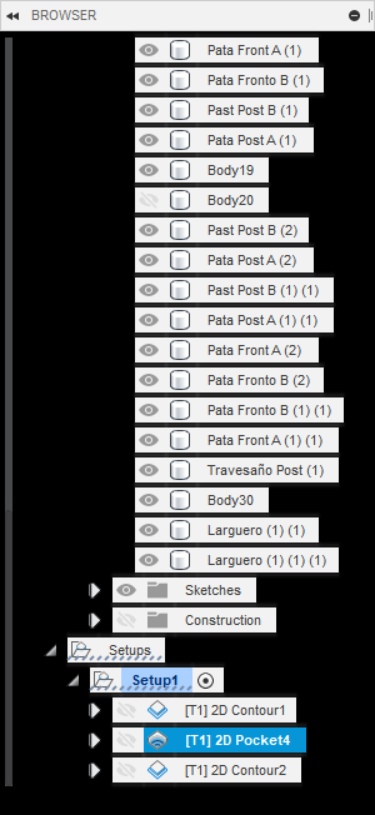 BROWSER
Pata Front A (1)
Pata Fronto B (1)
Past Post B (1)
Pata Post A (1)
Body19
Body20
Past Post B (2)
Pata Post A (2)
Past Post B (1) (1)
Pata Post A (1) (1)
Pata Front A (2)
Pata Fronto B (2)
Pata Fronto B (1) (1)
Pata Front A (1) (1)
Travesaño Post (1)
Body30
Larguero (1) (1)
Larguero (1) (1) (1)
Sketches
Construction
Setups
Setup1
[T1] 2D Contour1
[T1] 2D Pocket4
[T1] 2D Contour2